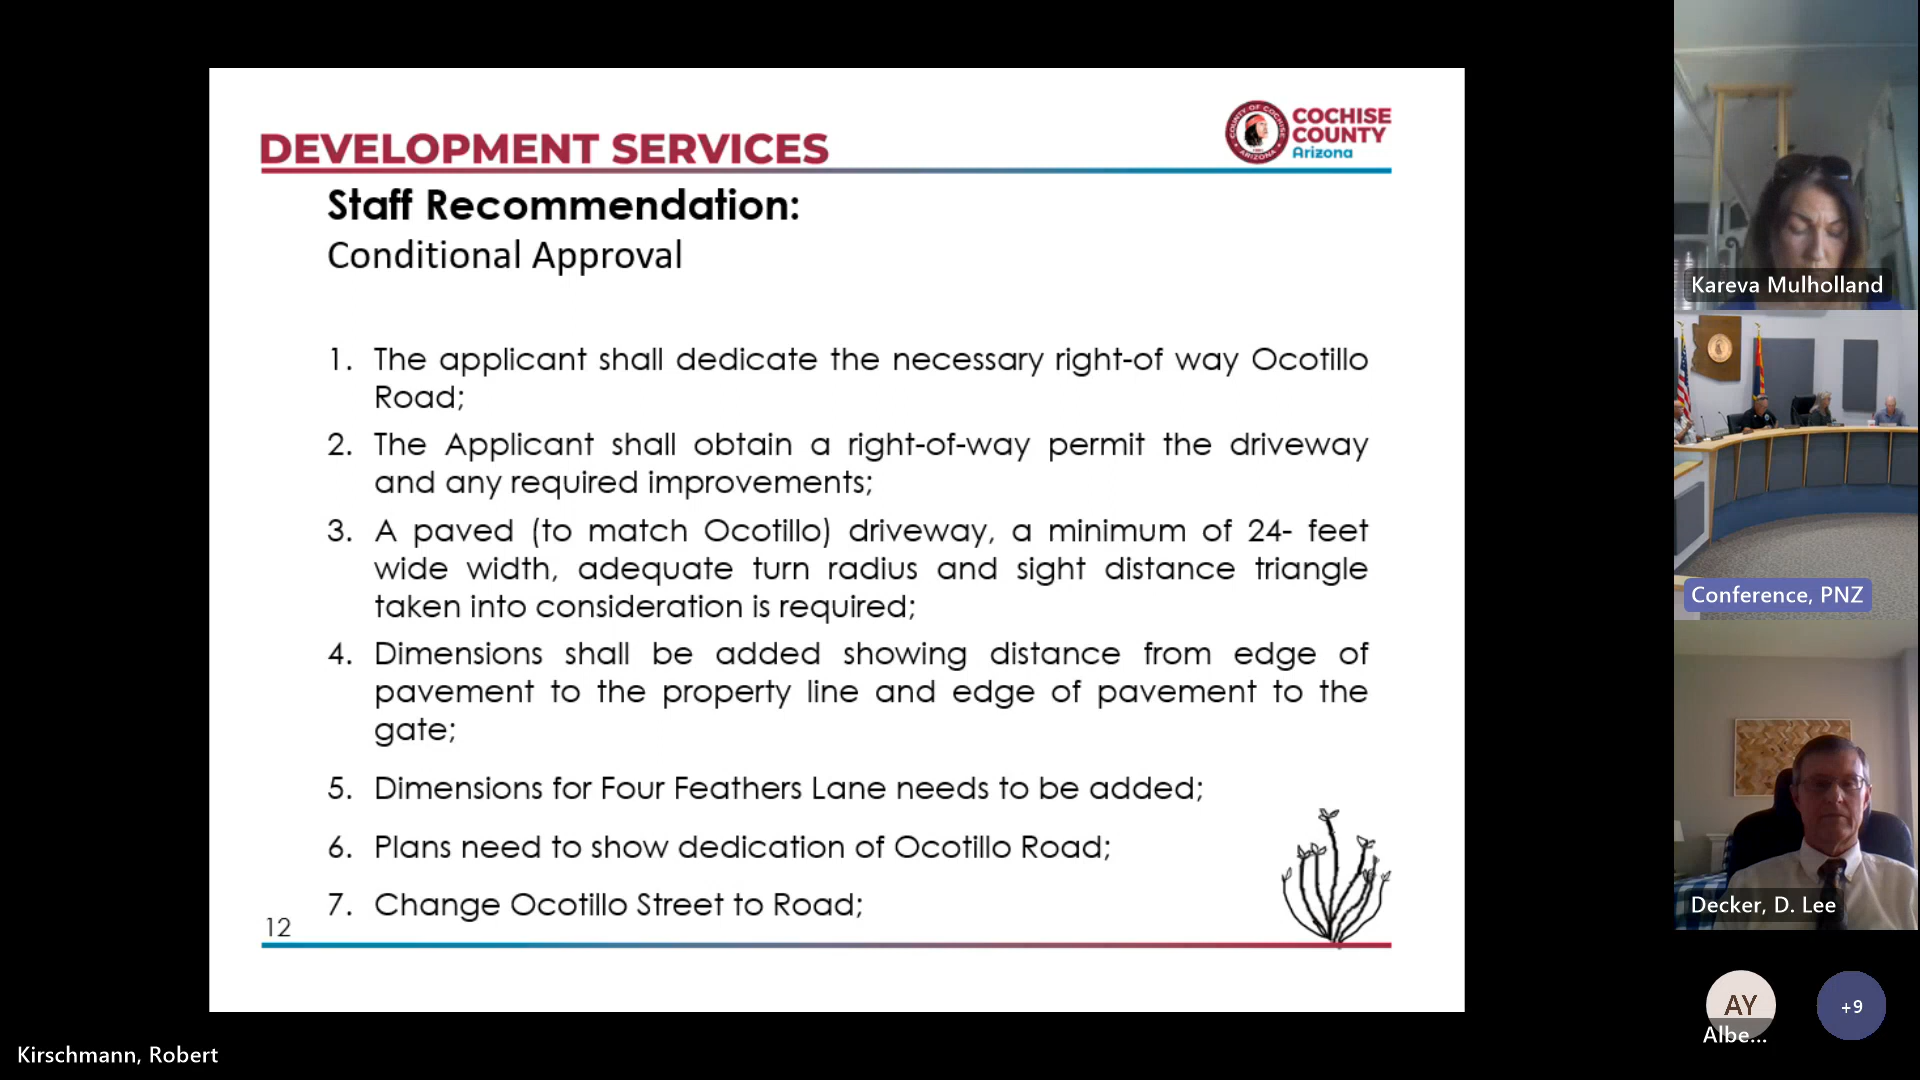 DEVELOPMENT SERVICES
COUNTY OF COCHISE
ARIZONA
COCHISE
COUNTY
Arizona
Staff Recommendation:
Conditional Approval
1. The applicant shall dedicate the necessary right-of way Ocotillo
Road;
2. The Applicant shall obtain a right-of-way permit the driveway
and any required improvements;
3. A paved (to match Ocotillo) driveway, a minimum of 24- feet
wide width, adequate turn radius and sight distance triangle
taken into consideration is required;
4. Dimensions shall be added showing distance from edge of
pavement to the property line and edge of pavement to the
gate;
5. Dimensions for Four Feathers Lane needs to be added;
6. Plans need to show dedication of Ocotillo Road;
7. Change Ocotillo Street to Road;
12
Kareva Mulholland
Conference, PNZ
Decker, D. Lee
AY
Albe...
+9
Kirschmann, Robert